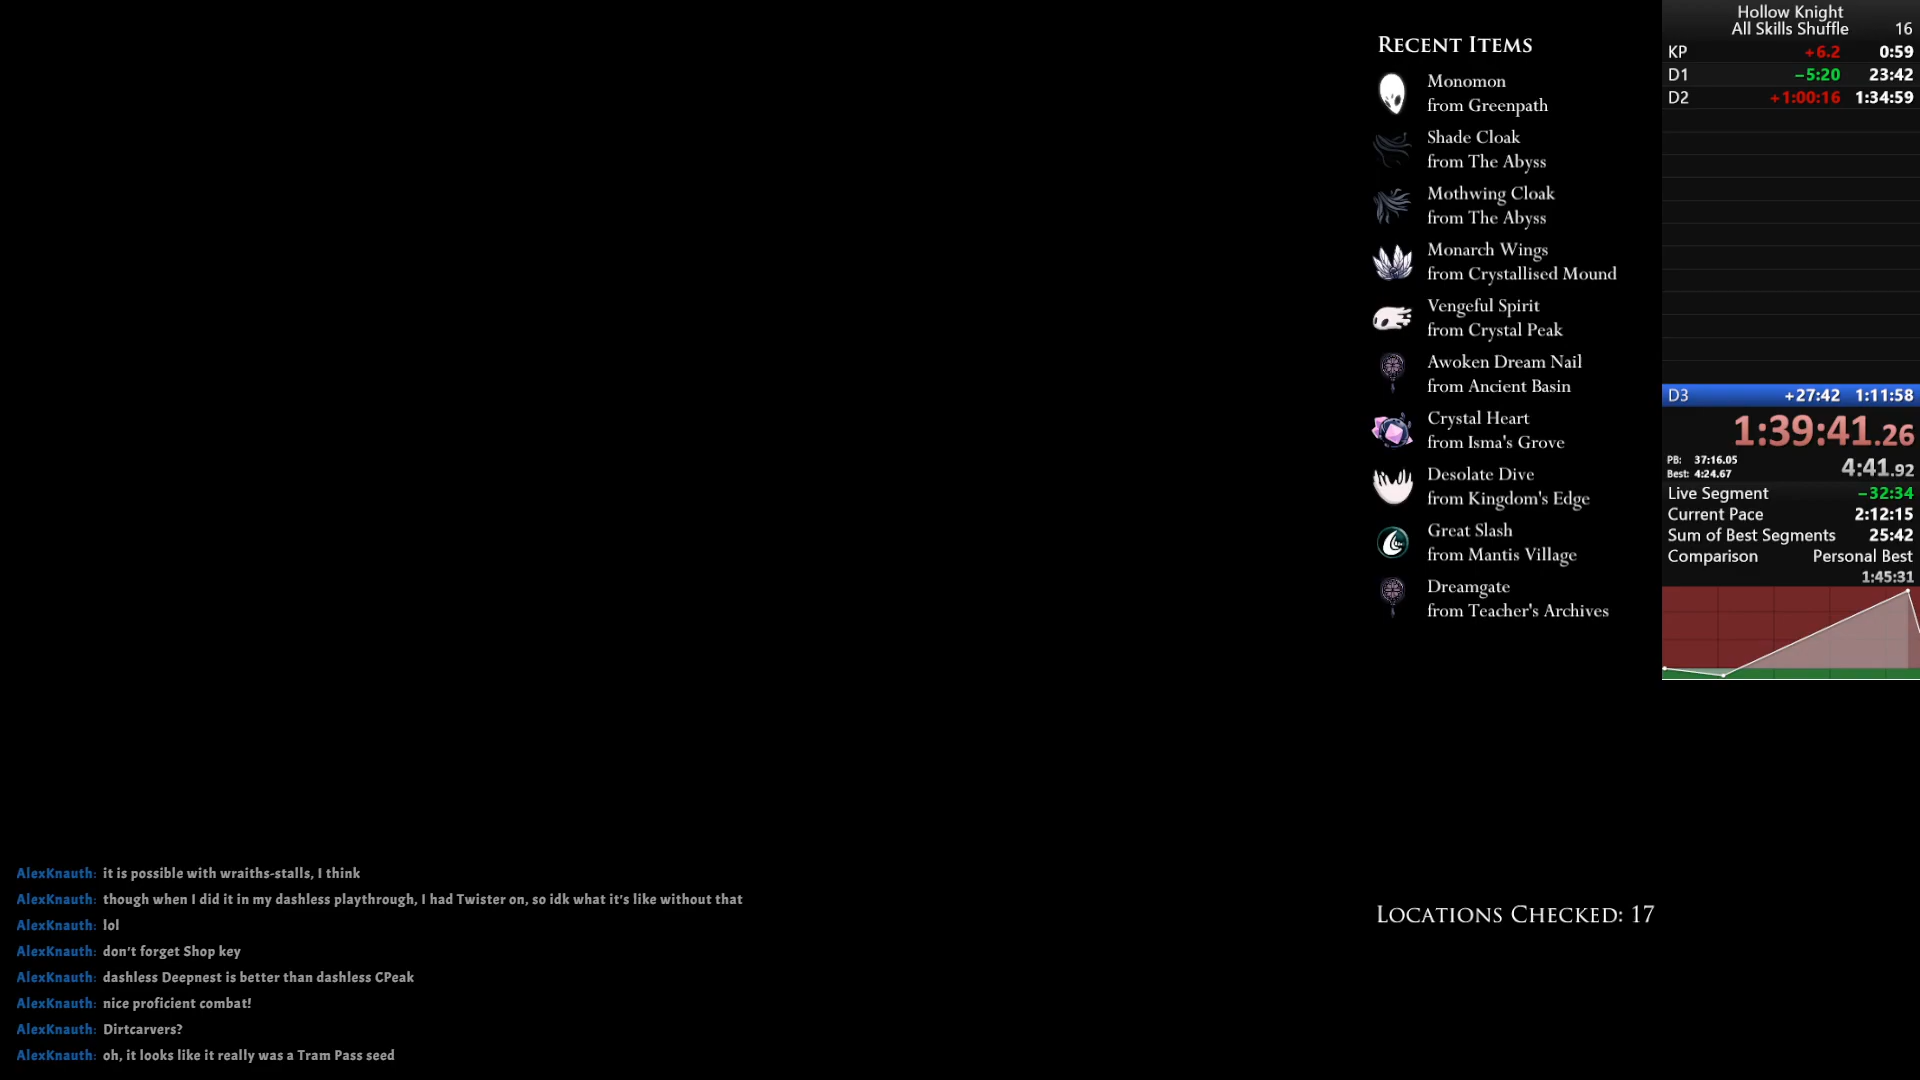 RECENT ITEMS
Monomon
from Greenpath
Shade Cloak
from The Abyss
Mothwing Cloak
from The Abyss
Monarch Wings
from Crystallised Mound
Vengeful Spirit
from Crystal Peak
Awoken Dream Nail
from Ancient Basin
Crystal Heart
from Isma's Grove
Desolate Dive
from Kingdom's Edge
Great Slash
from Mantis Village
Dreamgate
from Teacher's Archives
LOCATIONS CHECKED: 17
Hollow Knight
All Skills Shuffle 16
KP +6.2 0:59
D1 −5:20 23:42
D2 +1:00:16 1:34:59
D3 +27:42 1:11:58
1:39:41.26
PB: 37:16.05
Best: 4:24.67
4:41.92
Live Segment −32:34
Current Pace 2:12:15
Sum of Best Segments 25:42
Comparison Personal Best
1:45:31
AlexKnauth: it is possible with wraiths-stalls, I think
AlexKnauth: though when I did it in my dashless playthrough, I had Twister on, so idk what it's like without that
AlexKnauth: lol
AlexKnauth: don't forget Shop key
AlexKnauth: dashless Deepnest is better than dashless CPeak
AlexKnauth: nice proficient combat!
AlexKnauth: Dirtcarvers?
AlexKnauth: oh, it looks like it really was a Tram Pass seed